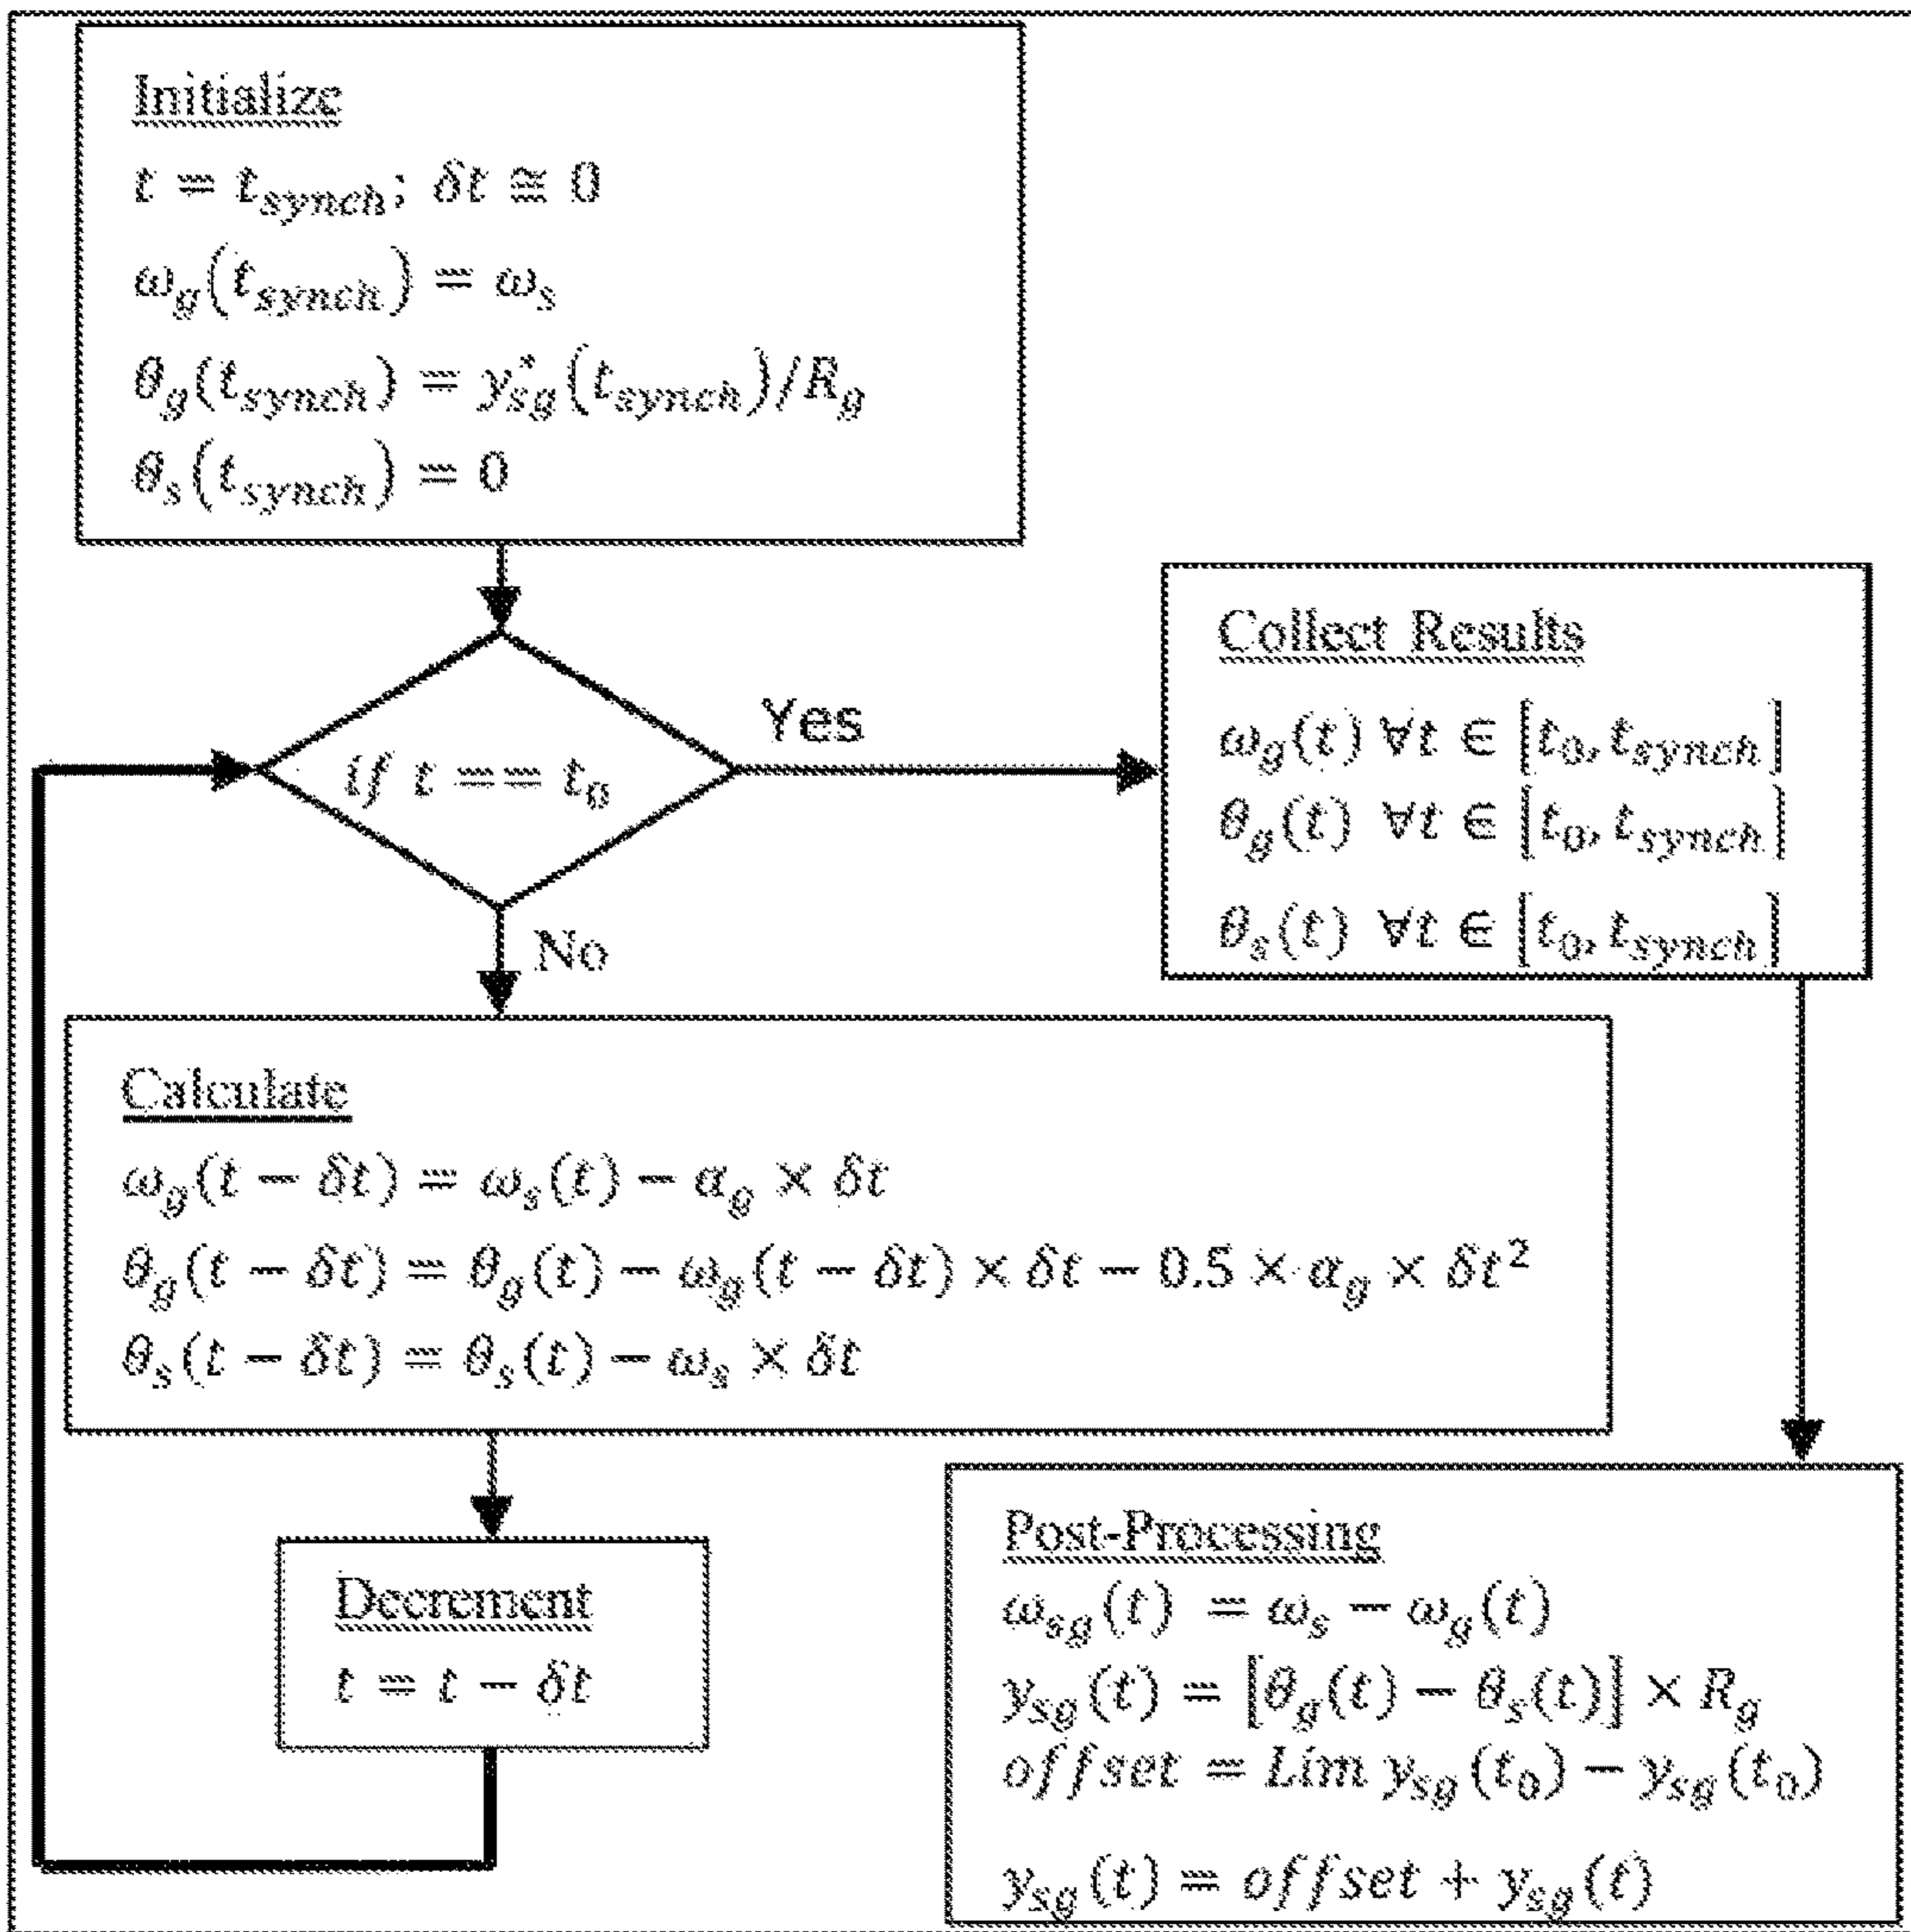 Initialize
t = t_synch; δt ≅ 0
ω_g(t_synch) = ω_s
θ_g(t_synch) = y*_sg(t_synch)/R_g
θ_s(t_synch) = 0
if t == t_0
Yes
No
Collect Results
ω_g(t) ∀t ∈ [t_0, t_synch]
θ_g(t) ∀t ∈ [t_0, t_synch]
θ_s(t) ∀t ∈ [t_0, t_synch]
Calculate
ω_g(t − δt) = ω_s(t) − α_g × δt
θ_g(t − δt) = θ_g(t) − ω_g(t − δt) × δt − 0.5 × α_g × δt²
θ_s(t − δt) = θ_s(t) − ω_s × δt
Decrement
t = t − δt
Post-Processing
ω_sg(t) = ω_s − ω_g(t)
y_sg(t) = [θ_g(t) − θ_s(t)] × R_g
offset = Lim y_sg(t_0) − y_sg(t_0)
y_sg(t) = offset + y_sg(t)